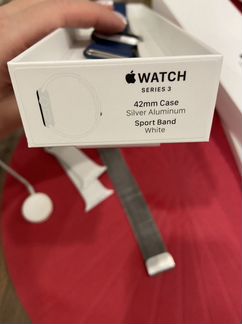 WATCH
SERIES 3
42mm Case
Silver Aluminum
Sport Band
White